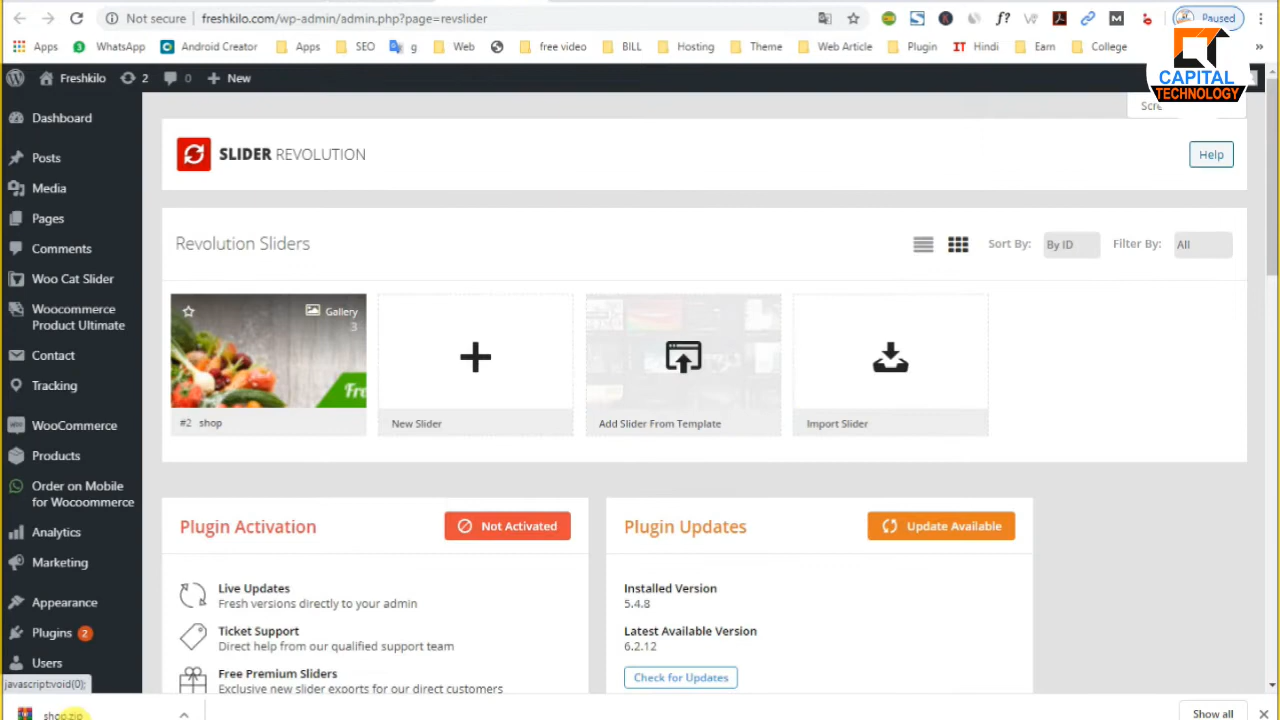 Not secure freshkilo.com/wp-admin/admin.php?page=revslider Paused
Apps WhatsApp Android Creator Apps SEO g Web free video BILL Hosting Theme Web Article Plugin IT Hindi Earn College »
Freshkilo 2 0 New
CAPITAL
TECHNOLOGY
Dashboard
Posts
Media
Pages
Comments
Woo Cat Slider
Woocommerce
Product Ultimate
Contact
Tracking
WooCommerce
Products
Order on Mobile
for Wocoommerce
Analytics
Marketing
Appearance
Plugins 2
Users
javascript:void(0);
SLIDER REVOLUTION
Help
Revolution Sliders
Sort By: By ID Filter By: All
Gallery
3
Fre
#2 shop
New Slider
Add Slider From Template
Import Slider
Plugin Activation
Not Activated
Live Updates
Fresh versions directly to your admin
Ticket Support
Direct help from our qualified support team
Free Premium Sliders
Exclusive new slider exports for our direct customers
Plugin Updates
Update Available
Installed Version
5.4.8
Latest Available Version
6.2.12
Check for Updates
shop.zip
Show all